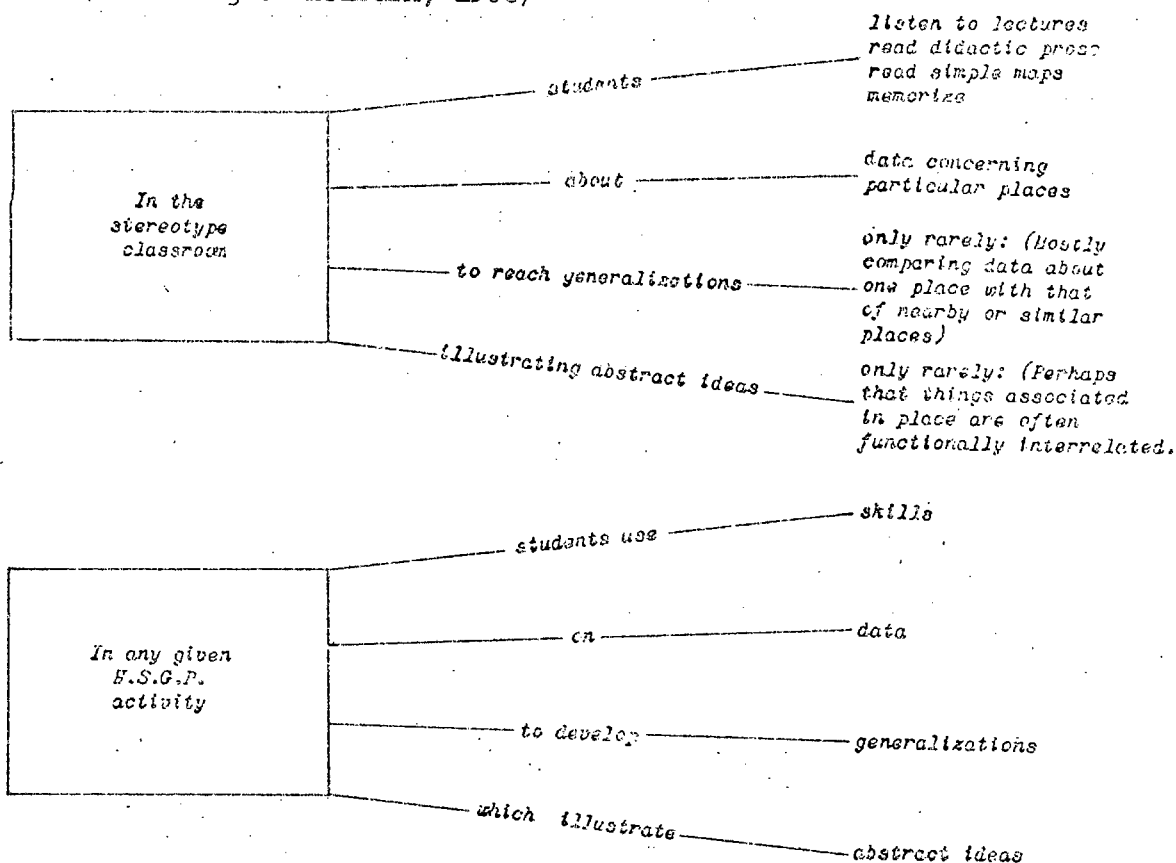 students
listen to lectures
read didactic prose
read simple maps
memorize
In the
stereotype
classroom
about
data concerning
particular places
to reach generalizations
only rarely: (Mostly
comparing data about
one place with that
of nearby or similar
places)
illustrating abstract ideas
only rarely: (Perhaps
that things associated
in place are often
functionally interrelated.
In any given
H.S.G.P.
activity
students use
skills
on
data
to develop
generalizations
which illustrate
abstract ideas